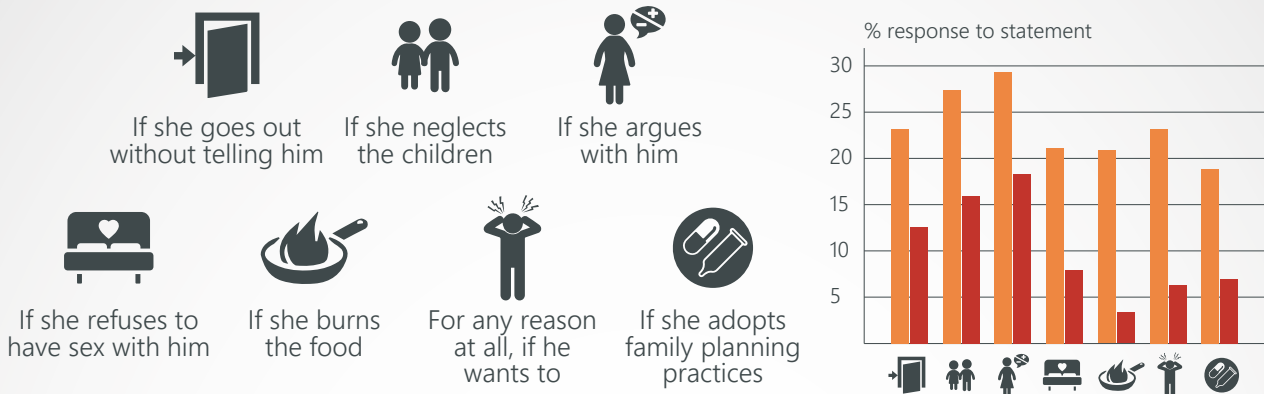 % response to statement
30
25
20
15
10
5
If she goes out
without telling him
If she neglects
the children
If she argues
with him
If she refuses to
have sex with him
If she burns
the food
For any reason
at all, if he
wants to
If she adopts
family planning
practices